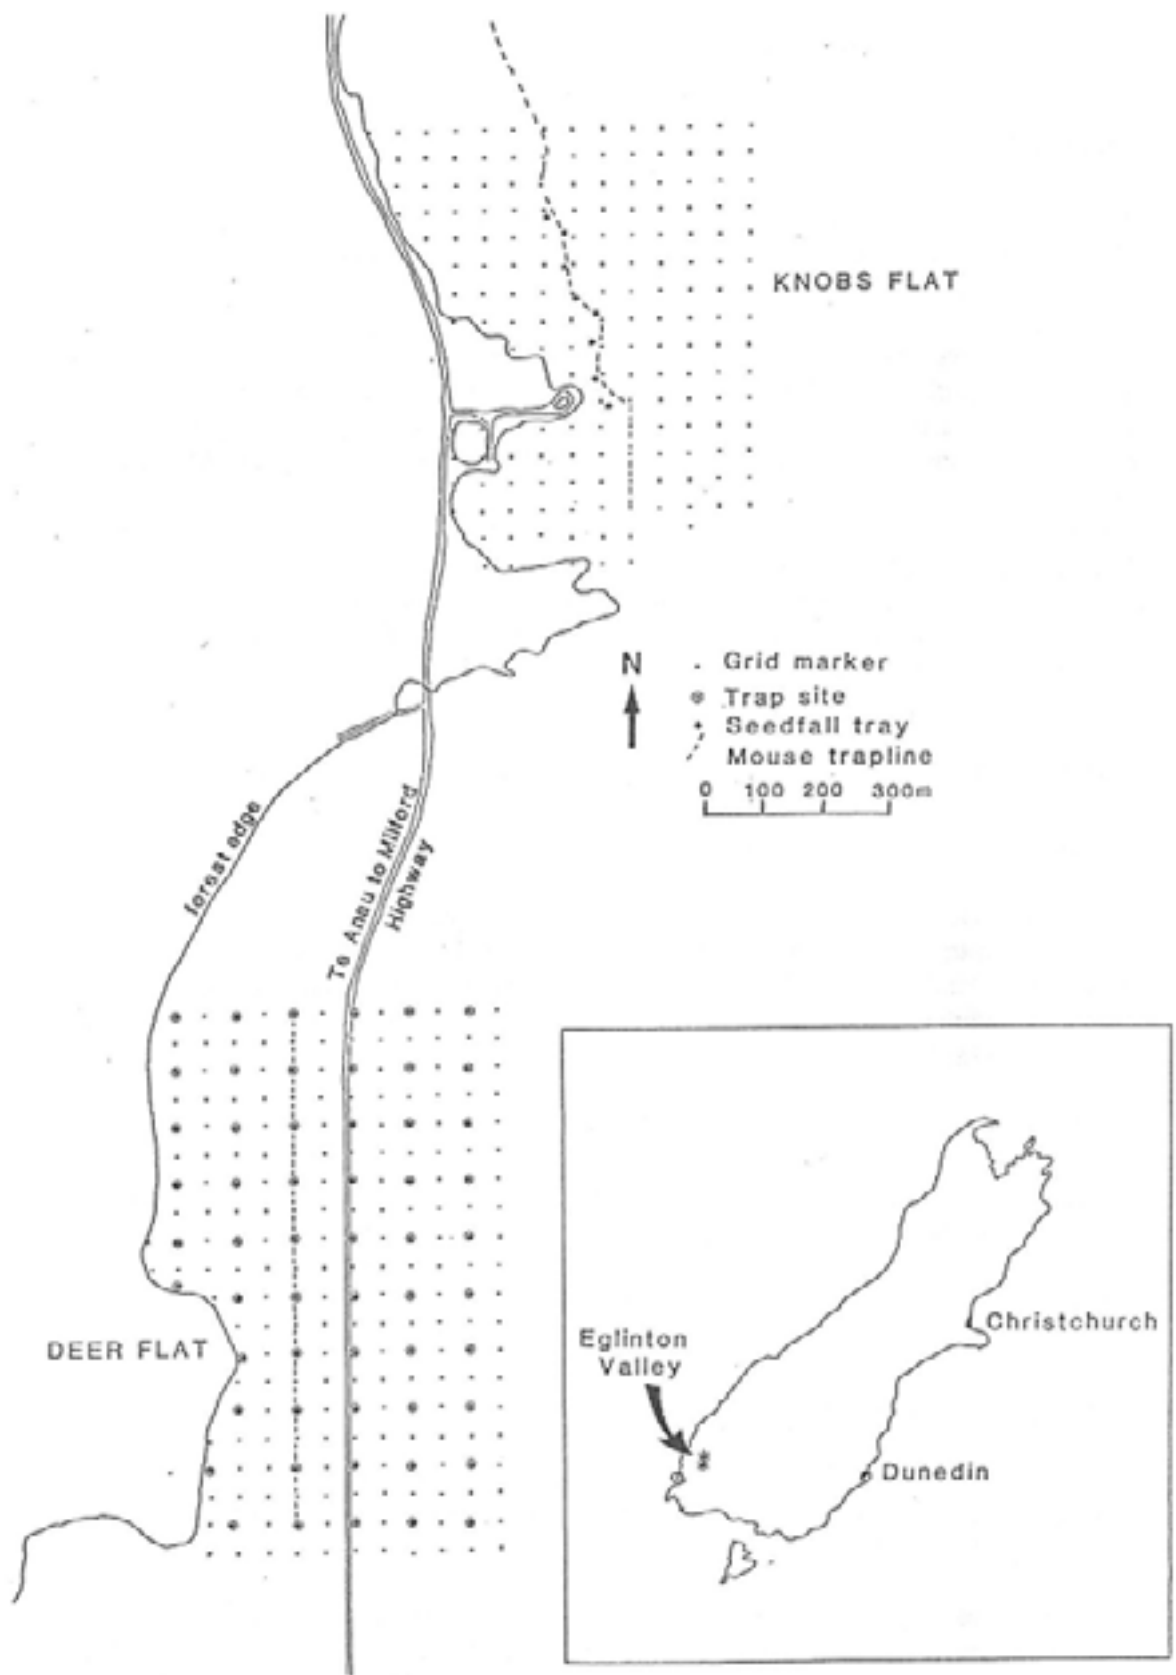 KNOBS FLAT
N
Grid marker
Trap site
Seedfall tray
Mouse trapline
0 100 200 300m
forest edge
Te Anau to Milford
Highway
DEER FLAT
Eglinton
Valley
Christchurch
Dunedin